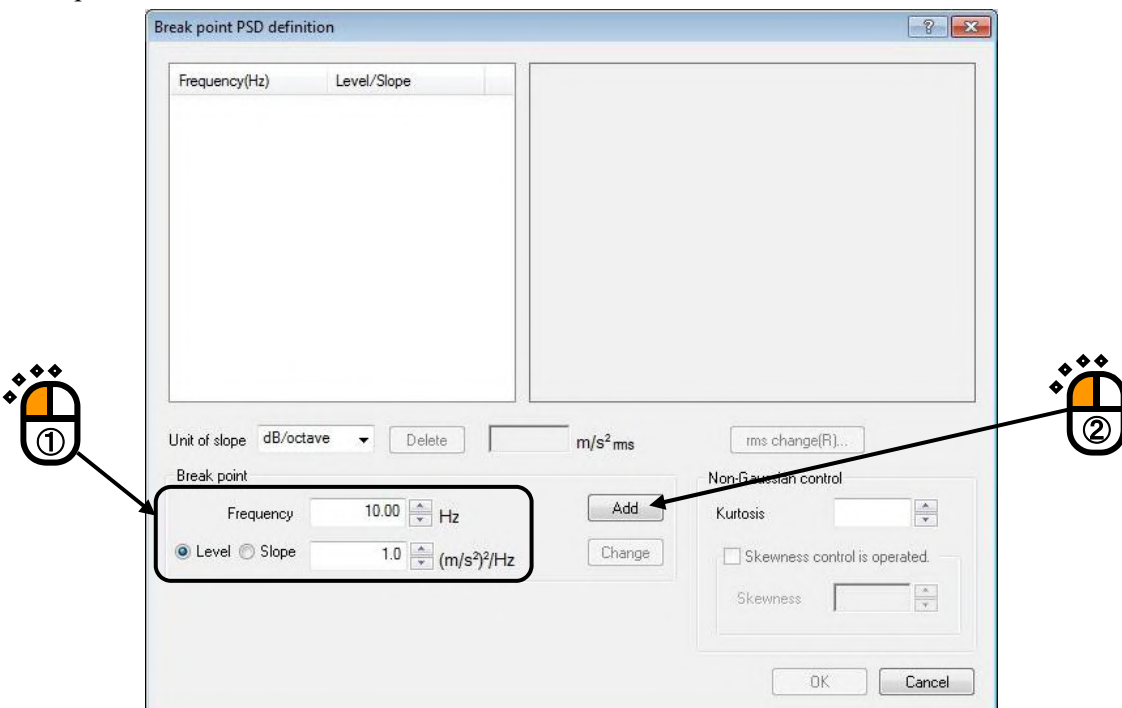 Break point PSD definition
?
Frequency(Hz) Level/Slope
①
②
Unit of slope dB/octave Delete m/s² rms rms change(R)...
Break point
Non-Gaussian control
Frequency 10.00 Hz Add
Kurtosis
Level Slope 1.0 (m/s²)²/Hz Change
Skewness control is operated.
Skewness
OK Cancel